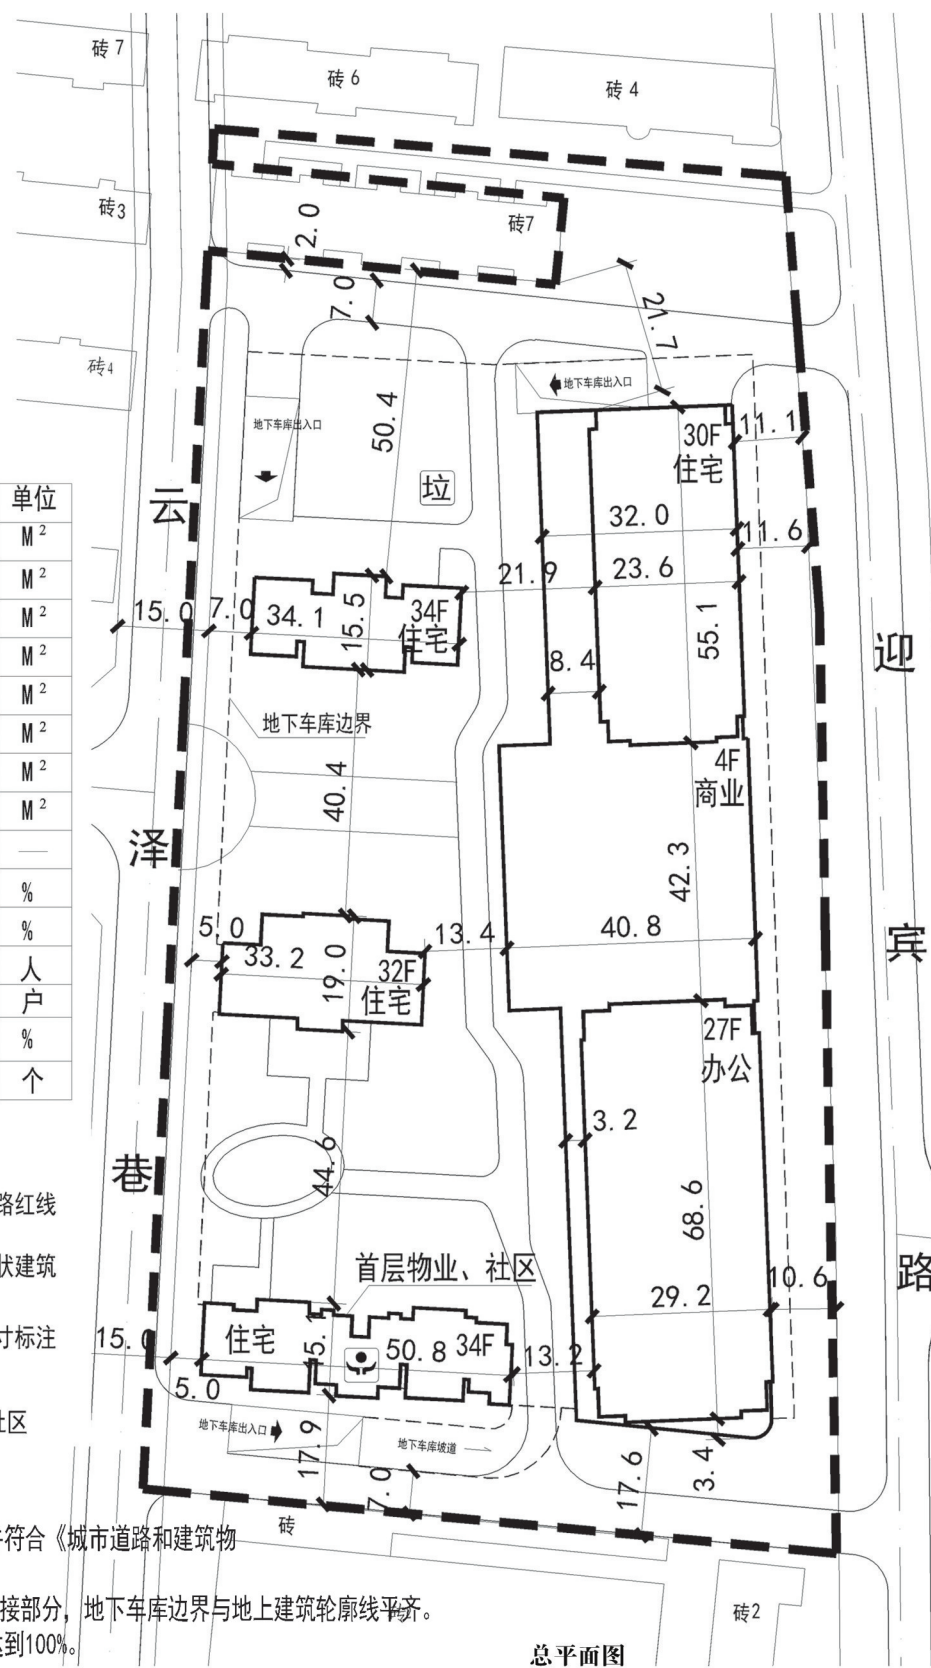 砖 7
砖 6
砖 4
砖3
砖7
2.0
7.0
21.7
砖4
地下车库出入口
地下车库出入口
50.4
垃
30F
住宅
11.1
云
32.0
11.6
21.9
23.6
15.0
7.0
34.1
15.5
34F
住宅
55.1
迎
8.4
地下车库边界
4F
商业
40.4
泽
42.3
5.0
33.2
19.0
32F
住宅
13.4
40.8
宾
27F
办公
3.2
巷
44.6
68.6
首层物业、社区
路
10.6
29.2
15.0
住宅
15.1
50.8
34F
13.2
5.0
地下车库出入口
17.9
地下车库坡道
7.0
17.6
3.4
砖
砖2
单位
M²
M²
M²
M²
M²
M²
M²
M²
—
%
%
人
户
%
个
路红线
状建筑
寸标注
社区
符合《城市道路和建筑物
接部分，地下车库边界与地上建筑轮廓线平齐。
达到100%。
总平面图